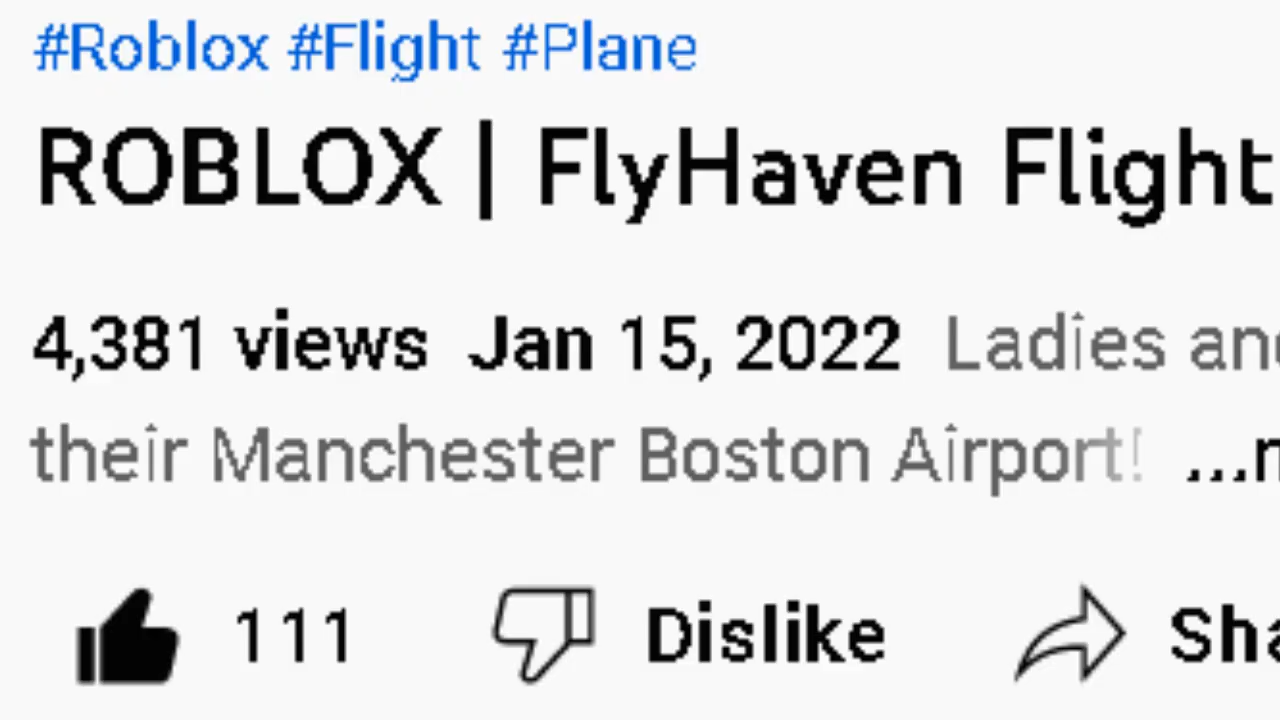 #Roblox #Flight #Plane
ROBLOX | FlyHaven Flight
4,381 views Jan 15, 2022 Ladies and
their Manchester Boston Airport! ...
111 Dislike Sha